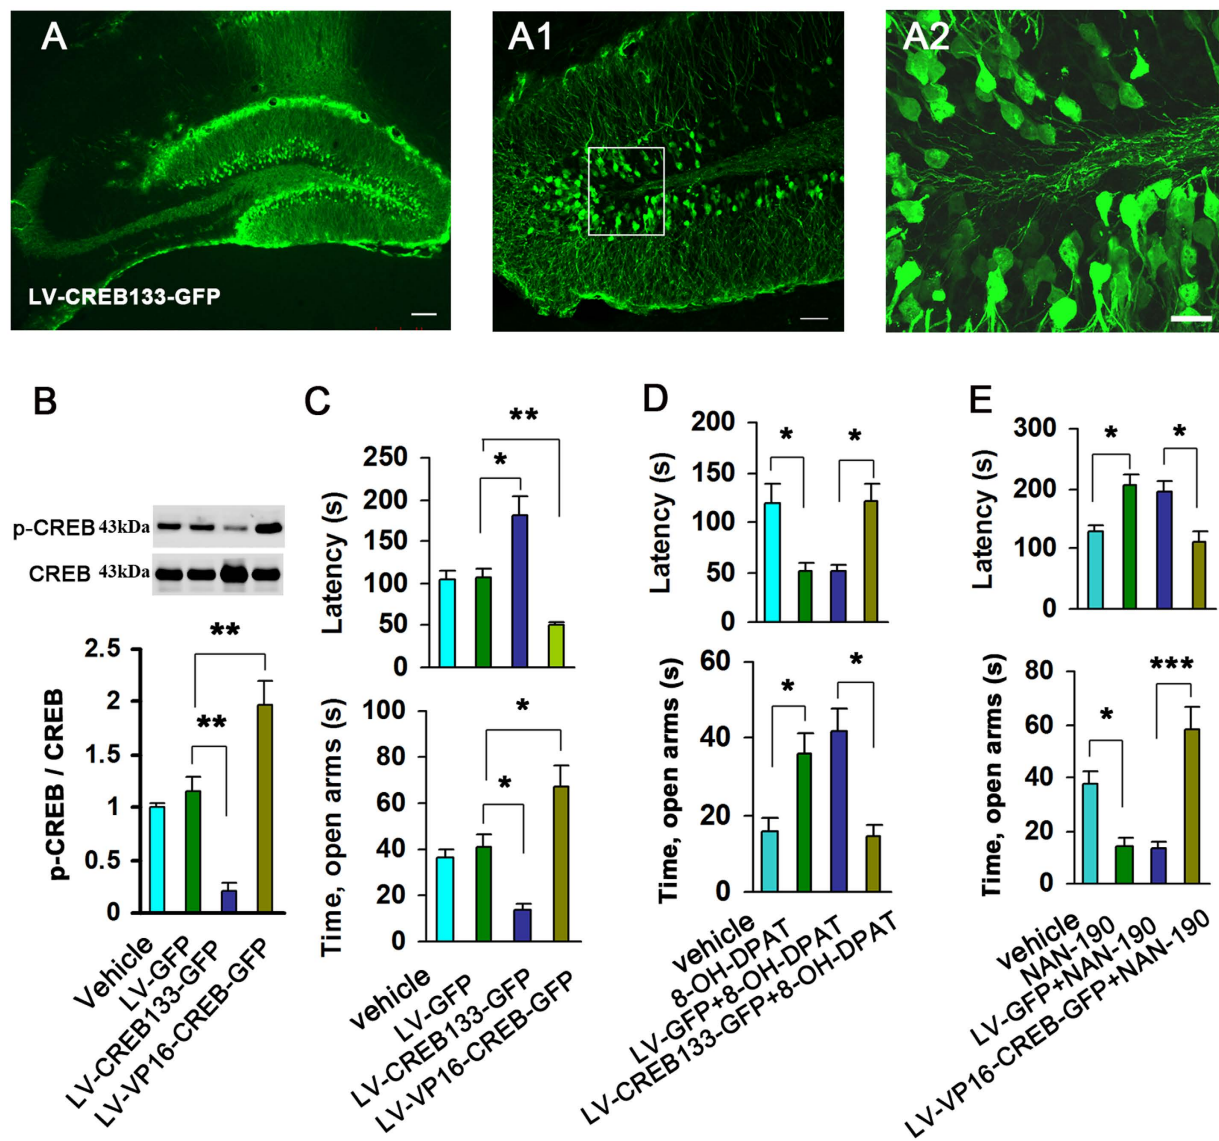 A
A1
A2
LV-CREB133-GFP
B
p-CREB 43kDa
CREB 43kDa
p-CREB / CREB
2.5
2
1.5
1
0.5
0
**
**
Vehicle
LV-GFP
LV-CREB133-GFP
LV-VP16-CREB-GFP
C
Latency (s)
250
200
150
100
50
0
*
**
Time, open arms (s)
100
80
60
40
20
0
*
*
vehicle
LV-GFP
LV-CREB133-GFP
LV-VP16-CREB-GFP
D
Latency (s)
200
150
100
50
0
*
*
Time, open arms (s)
60
40
20
0
*
*
vehicle
8-OH-DPAT
LV-GFP+8-OH-DPAT
LV-CREB133-GFP+8-OH-DPAT
E
Latency (s)
300
200
100
0
*
*
Time, open arms (s)
80
60
40
20
0
*
***
vehicle
NAN-190
LV-GFP+NAN-190
LV-VP16-CREB-GFP+NAN-190